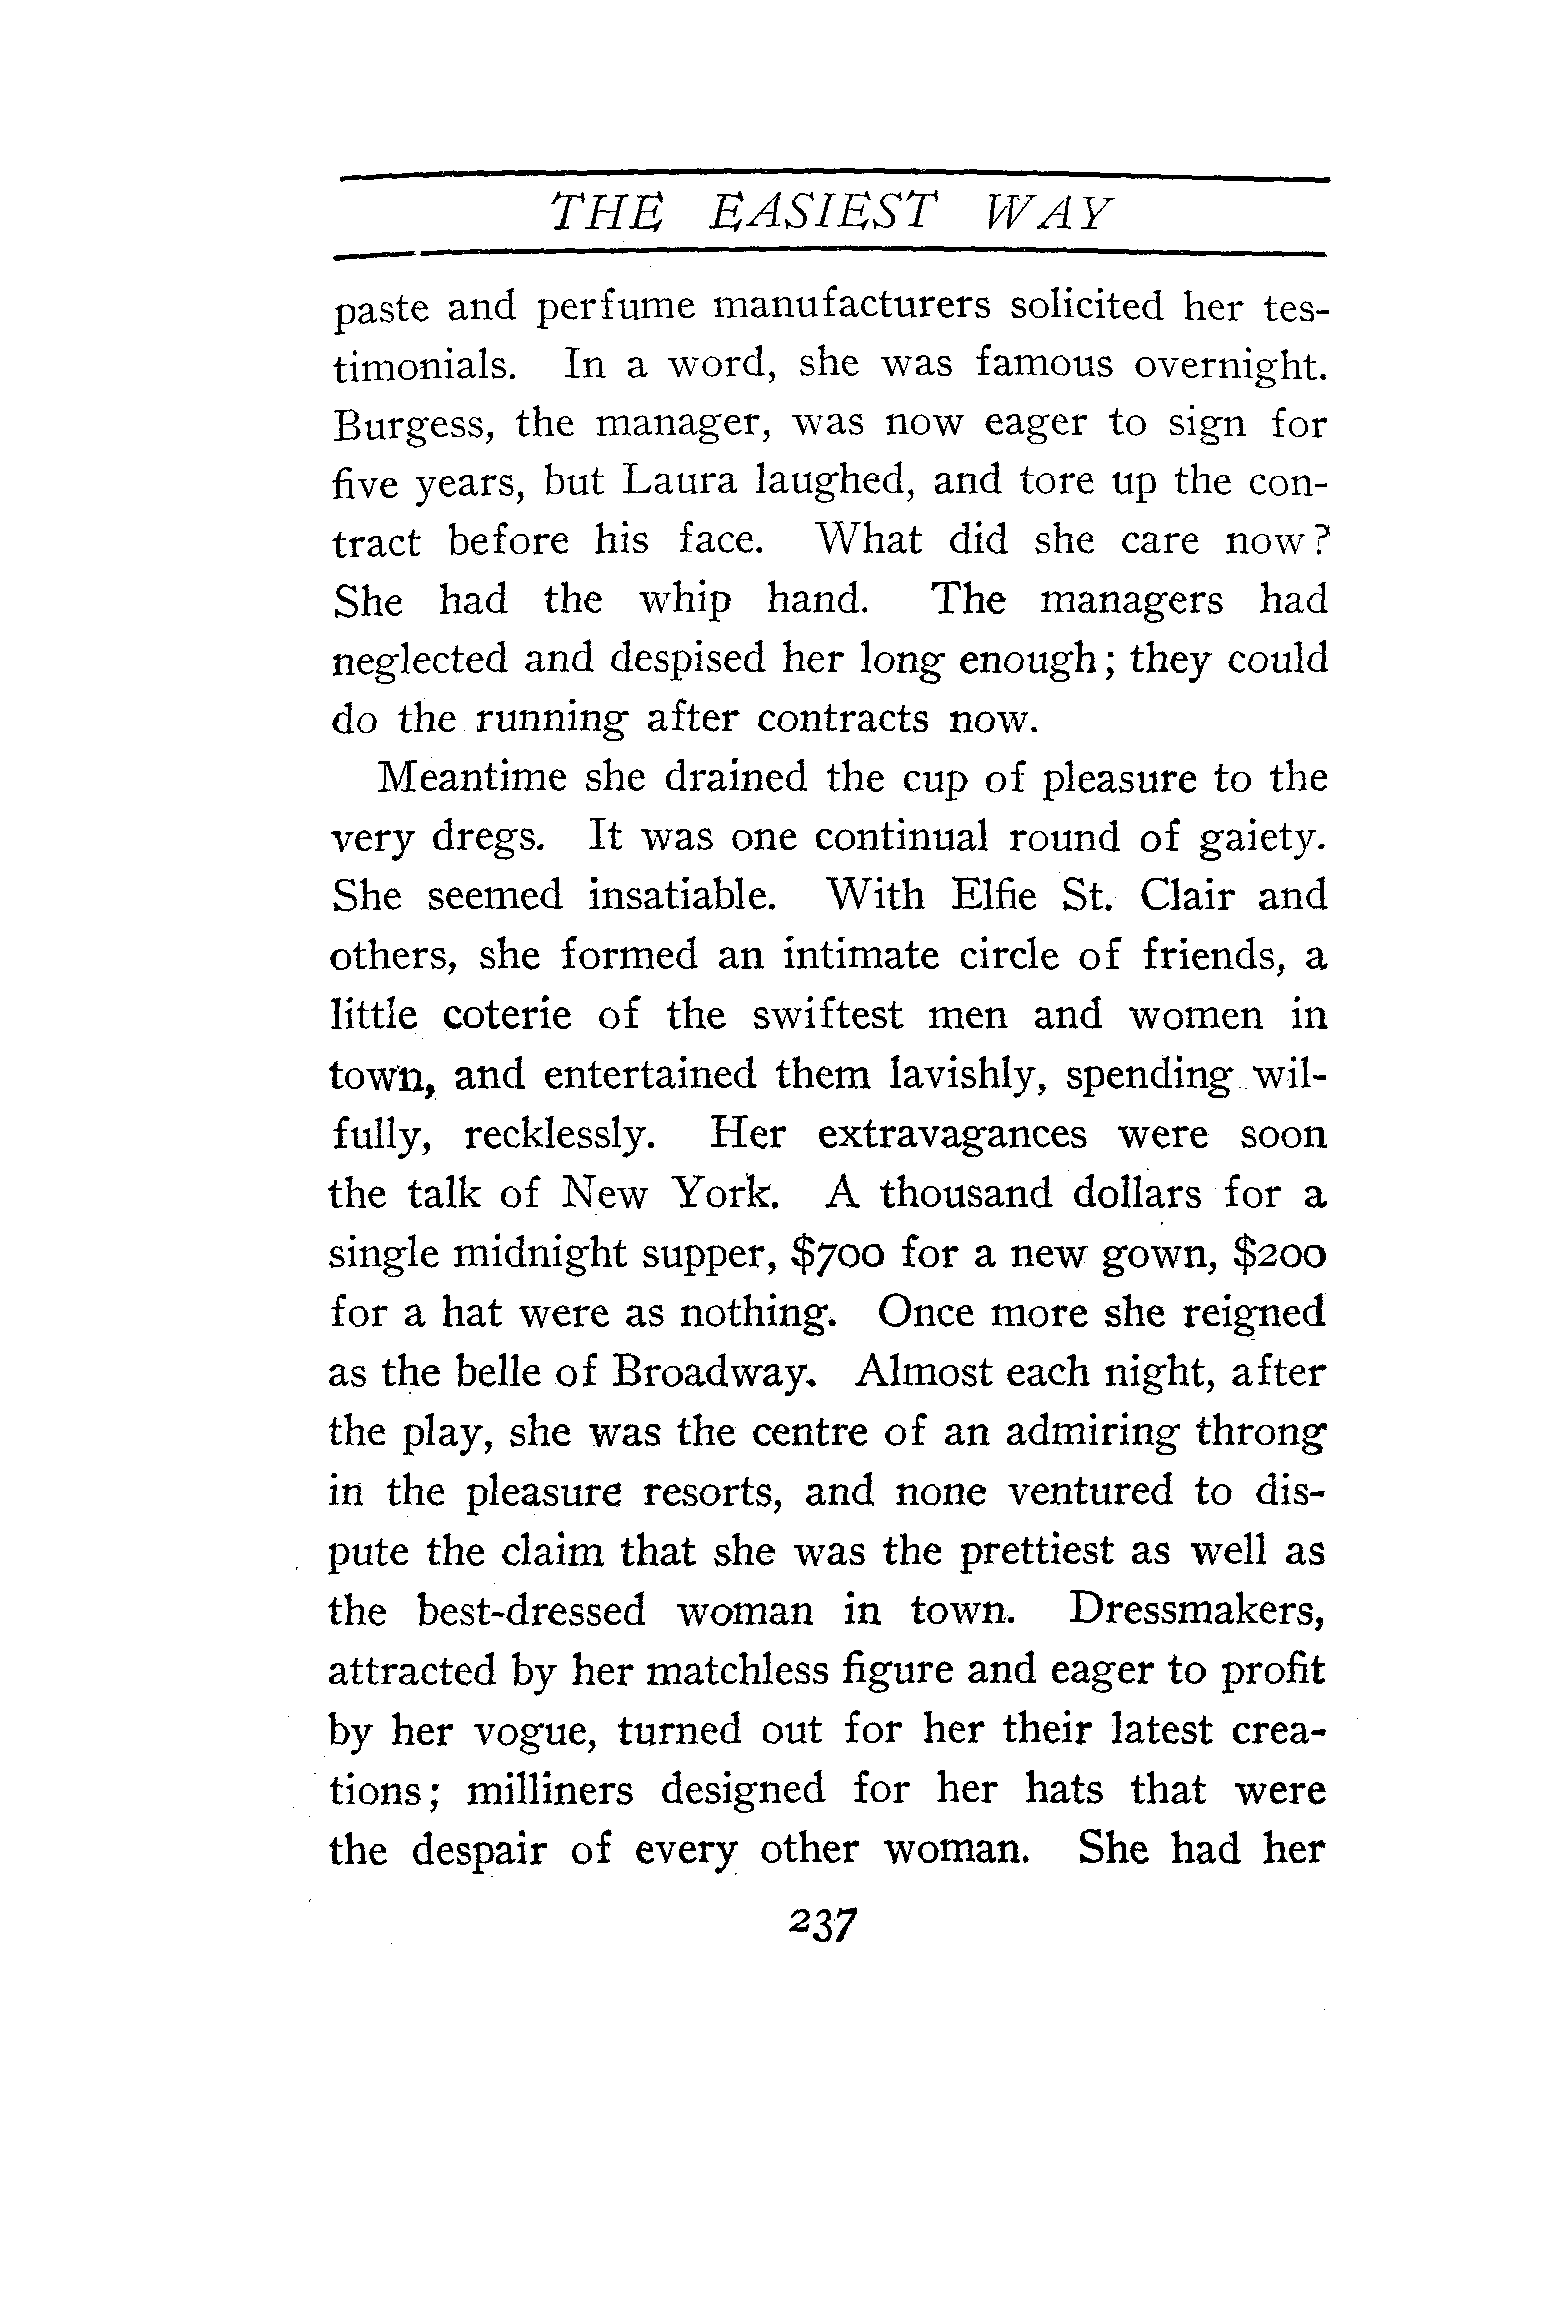 THE EASIEST WAY
paste and perfume manufacturers solicited her tes-
timonials. In a word, she was famous overnight.
Burgess, the manager, was now eager to sign for
five years, but Laura laughed, and tore up the con-
tract before his face. What did she care now?
She had the whip hand. The managers had
neglected and despised her long enough; they could
do the running after contracts now.
Meantime she drained the cup of pleasure to the
very dregs. It was one continual round of gaiety.
She seemed insatiable. With Elfie St. Clair and
others, she formed an intimate circle of friends, a
little coterie of the swiftest men and women in
town, and entertained them lavishly, spending wil-
fully, recklessly. Her extravagances were soon
the talk of New York. A thousand dollars for a
single midnight supper, $700 for a new gown, $200
for a hat were as nothing. Once more she reigned
as the belle of Broadway. Almost each night, after
the play, she was the centre of an admiring throng
in the pleasure resorts, and none ventured to dis-
pute the claim that she was the prettiest as well as
the best-dressed woman in town. Dressmakers,
attracted by her matchless figure and eager to profit
by her vogue, turned out for her their latest crea-
tions; milliners designed for her hats that were
the despair of every other woman. She had her
237